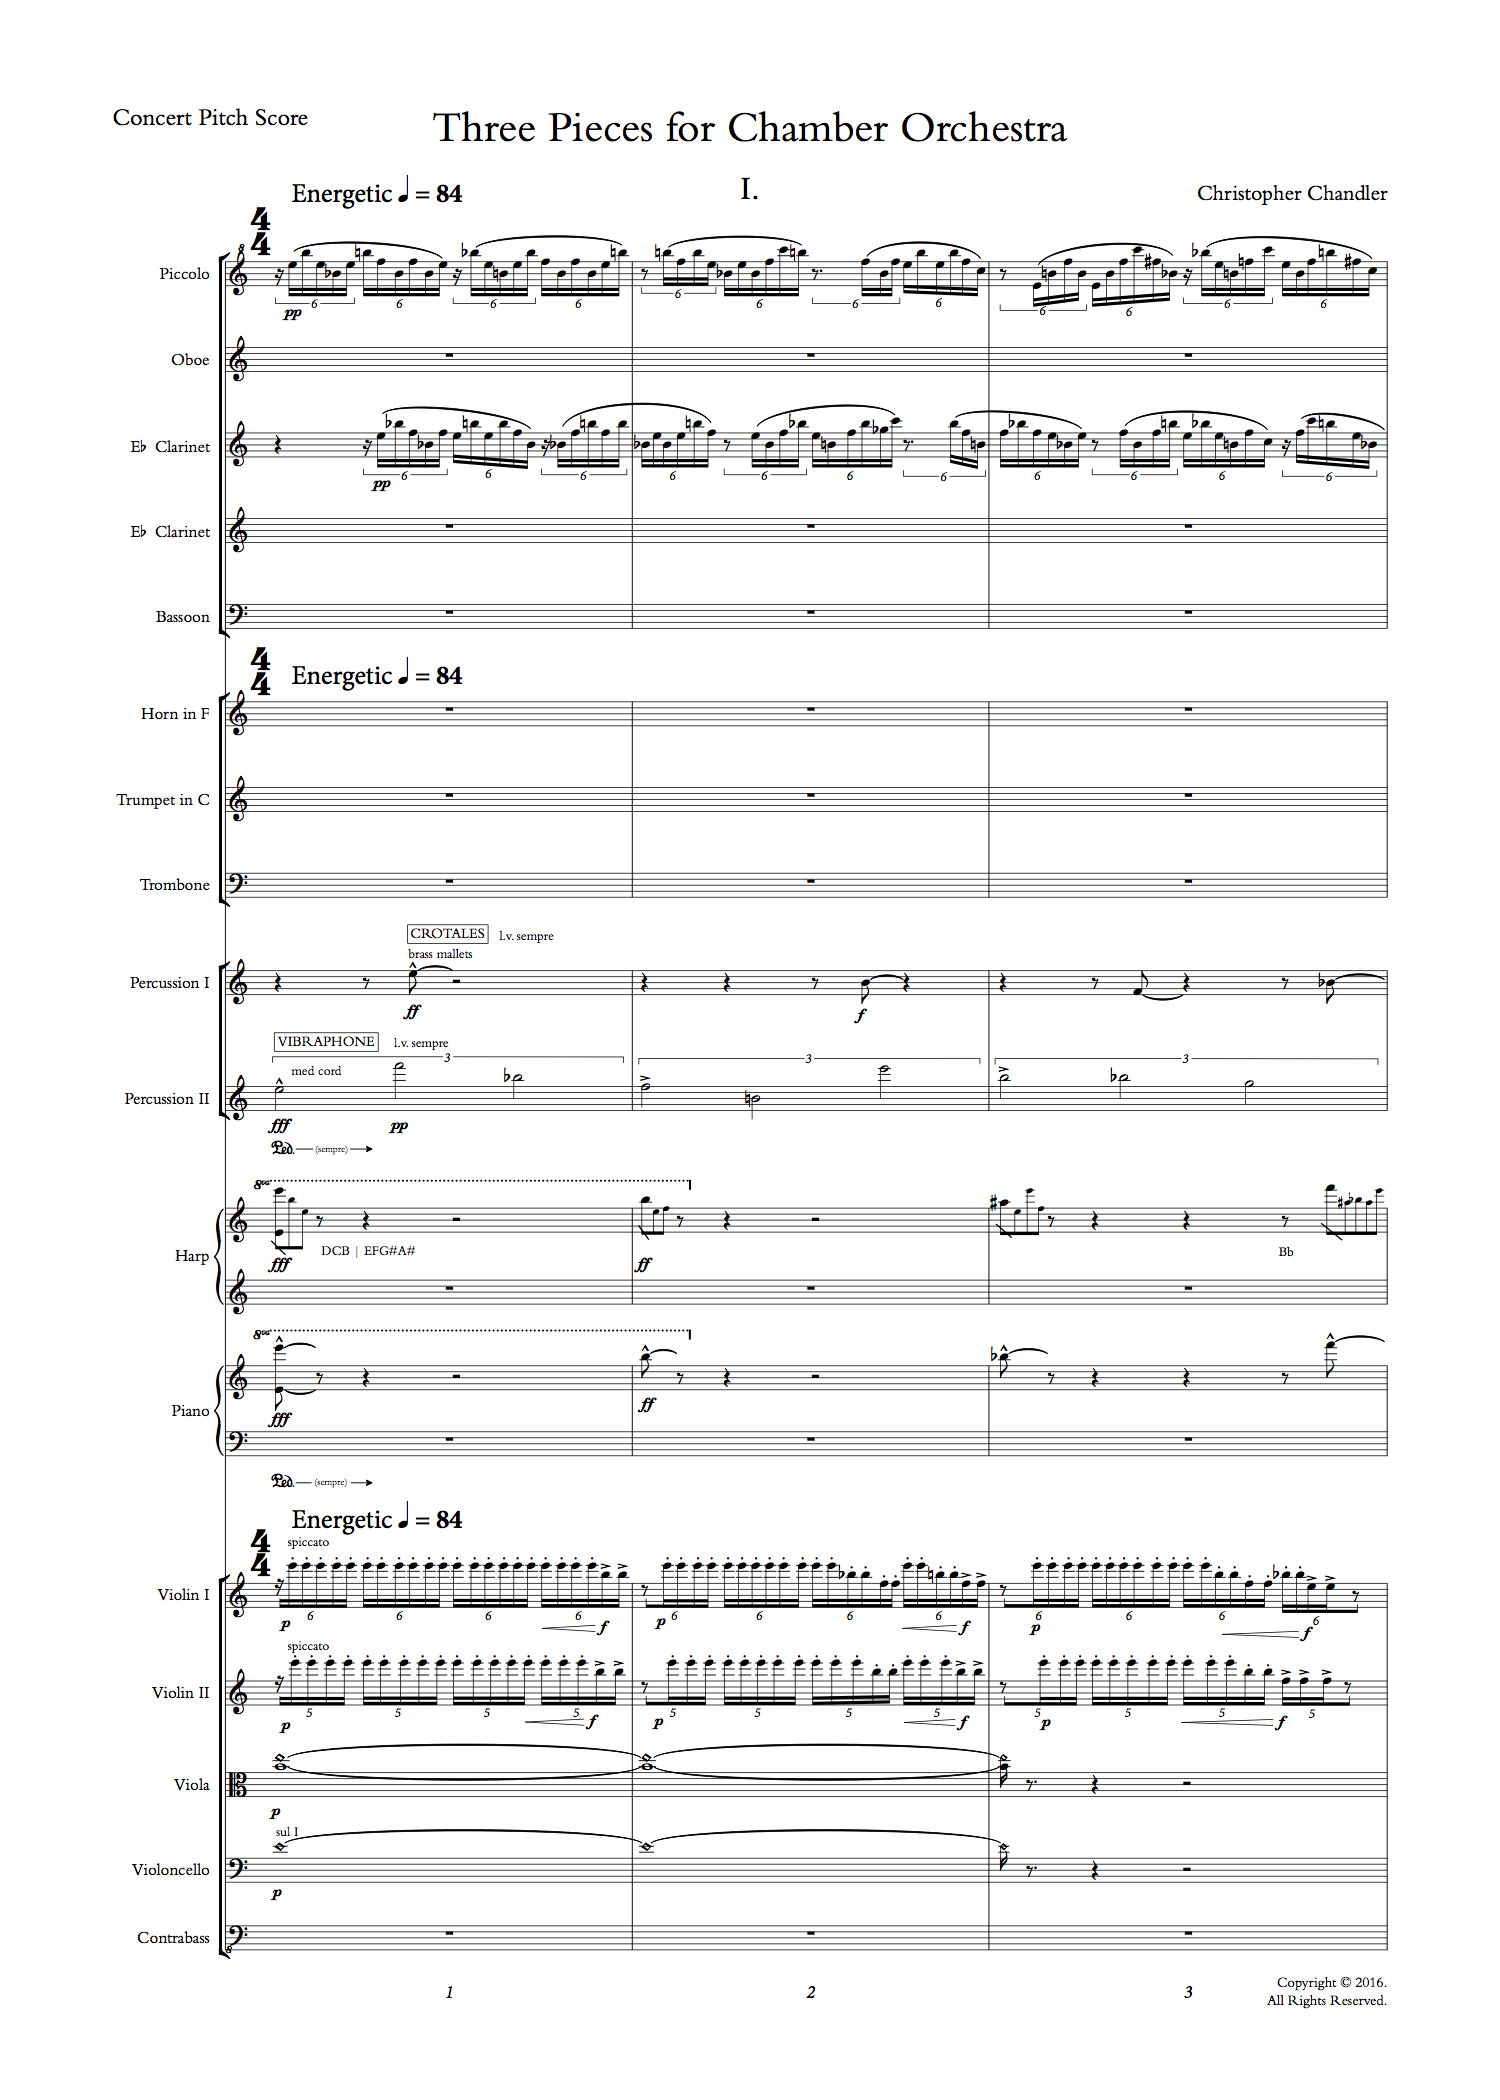 Concert Pitch Score
Three Pieces for Chamber Orchestra
I.
Energetic ♩ = 84
Christopher Chandler
4
4
8
Piccolo
6 6 6 6 6 6 6 6 6 6 6 6
pp
Oboe
E♭ Clarinet
6 6 6 6 6 6 6 6 6 6 6
pp
E♭ Clarinet
Bassoon
4
4
Energetic ♩ = 84
Horn in F
Trumpet in C
Trombone
CROTALES l.v. sempre
brass mallets
Percussion I
ff f
VIBRAPHONE l.v. sempre
3 3 3
med cord
Percussion II
fff pp
Ped. (sempre)
8va
Harp
DCB | EFG#A# Bb
fff ff
8va
Piano
fff ff
Ped. (sempre)
Energetic ♩ = 84
4
4
spiccato
Violin I
6 6 6 6 6 6 6 6 6 6 6 6
p f p f p f
spiccato
Violin II
5 5 5 5 5 5 5 5 5 5 5 5
p f p f p f
Viola
p
sul I
Violoncello
p
Contrabass
8
1 2 3
Copyright © 2016.
All Rights Reserved.